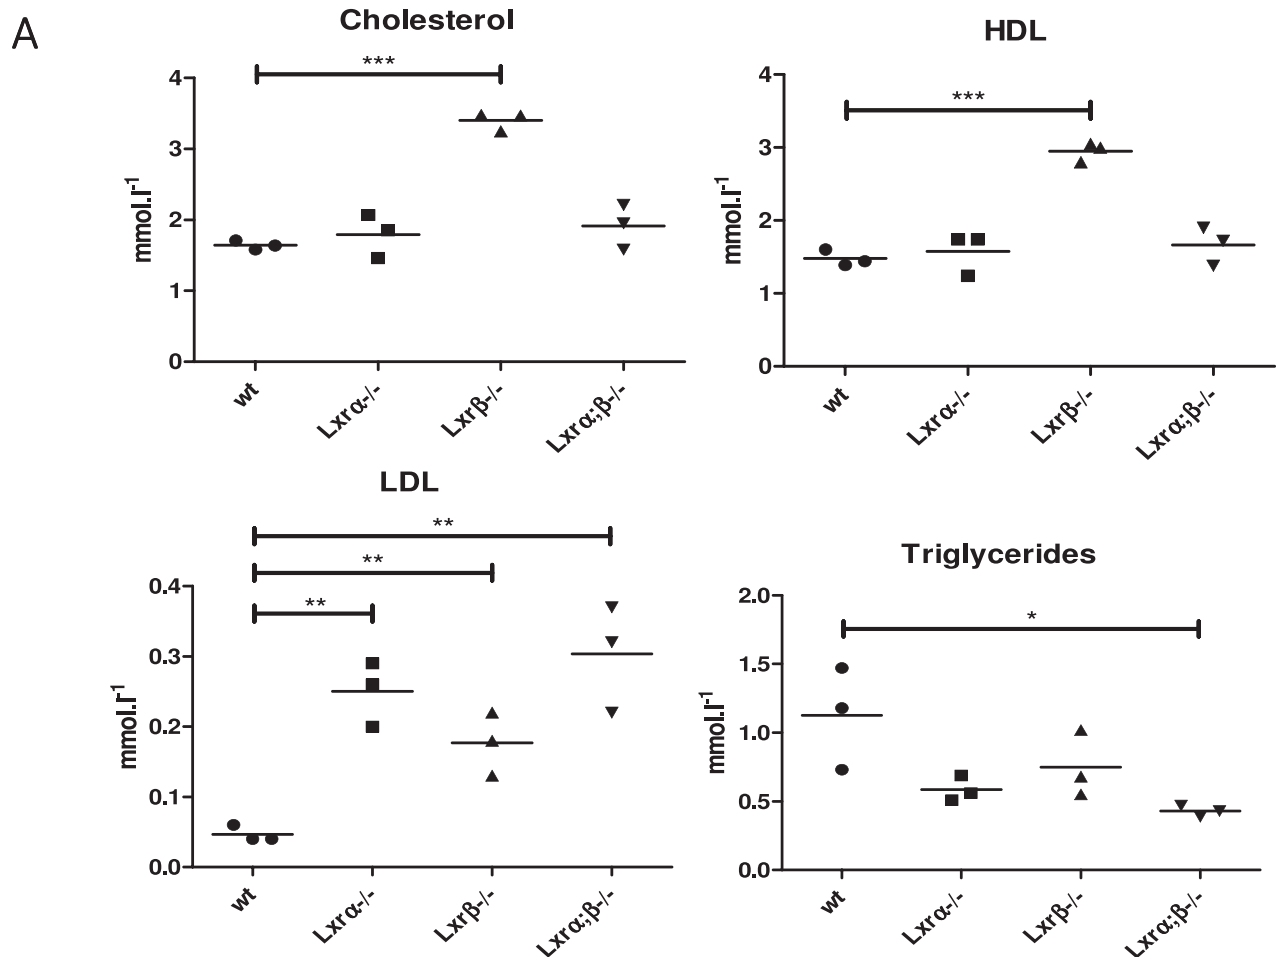 A
Cholesterol
***
4
3
2
1
0
mmol.l-1
wt
Lxrα-/-
Lxrβ-/-
Lxrα;β-/-
HDL
***
4
3
2
1
0
mmol.l-1
wt
Lxrα-/-
Lxrβ-/-
Lxrα;β-/-
LDL
**
**
**
0.4
0.3
0.2
0.1
0.0
mmol.l-1
wt
Lxrα-/-
Lxrβ-/-
Lxrα;β-/-
Triglycerides
*
2.0
1.5
1.0
0.5
0.0
mmol.l-1
wt
Lxrα-/-
Lxrβ-/-
Lxrα;β-/-